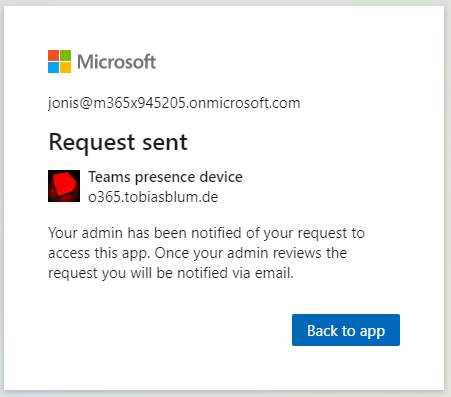 Microsoft
jonis@m365x945205.onmicrosoft.com
Request sent
Teams presence device
o365.tobiasblum.de
Your admin has been notified of your request to
access this app. Once your admin reviews the
request you will be notified via email.
Back to app